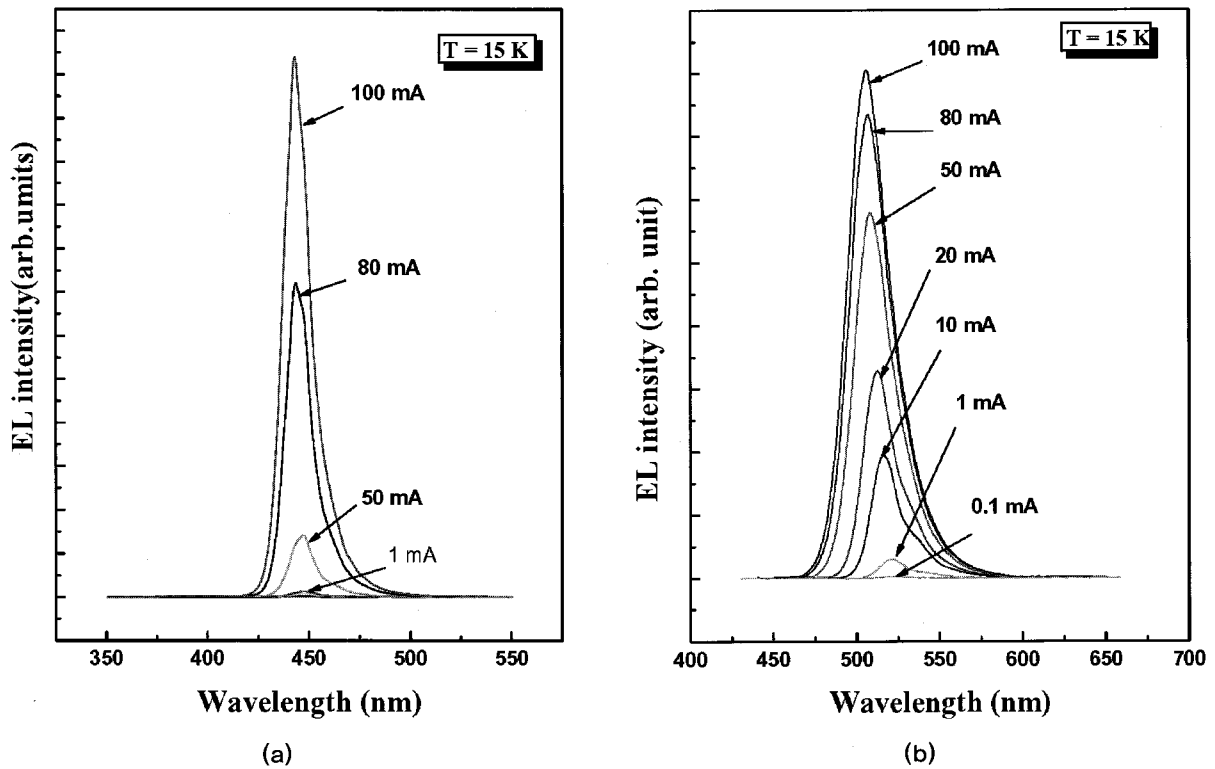 T = 15 K
100 mA
80 mA
50 mA
1 mA
EL intensity(arb.umits)
350 400 450 500 550
Wavelength (nm)
(a)
T = 15 K
100 mA
80 mA
50 mA
20 mA
10 mA
1 mA
0.1 mA
EL intensity (arb. unit)
400 450 500 550 600 650 700
Wavelength (nm)
(b)